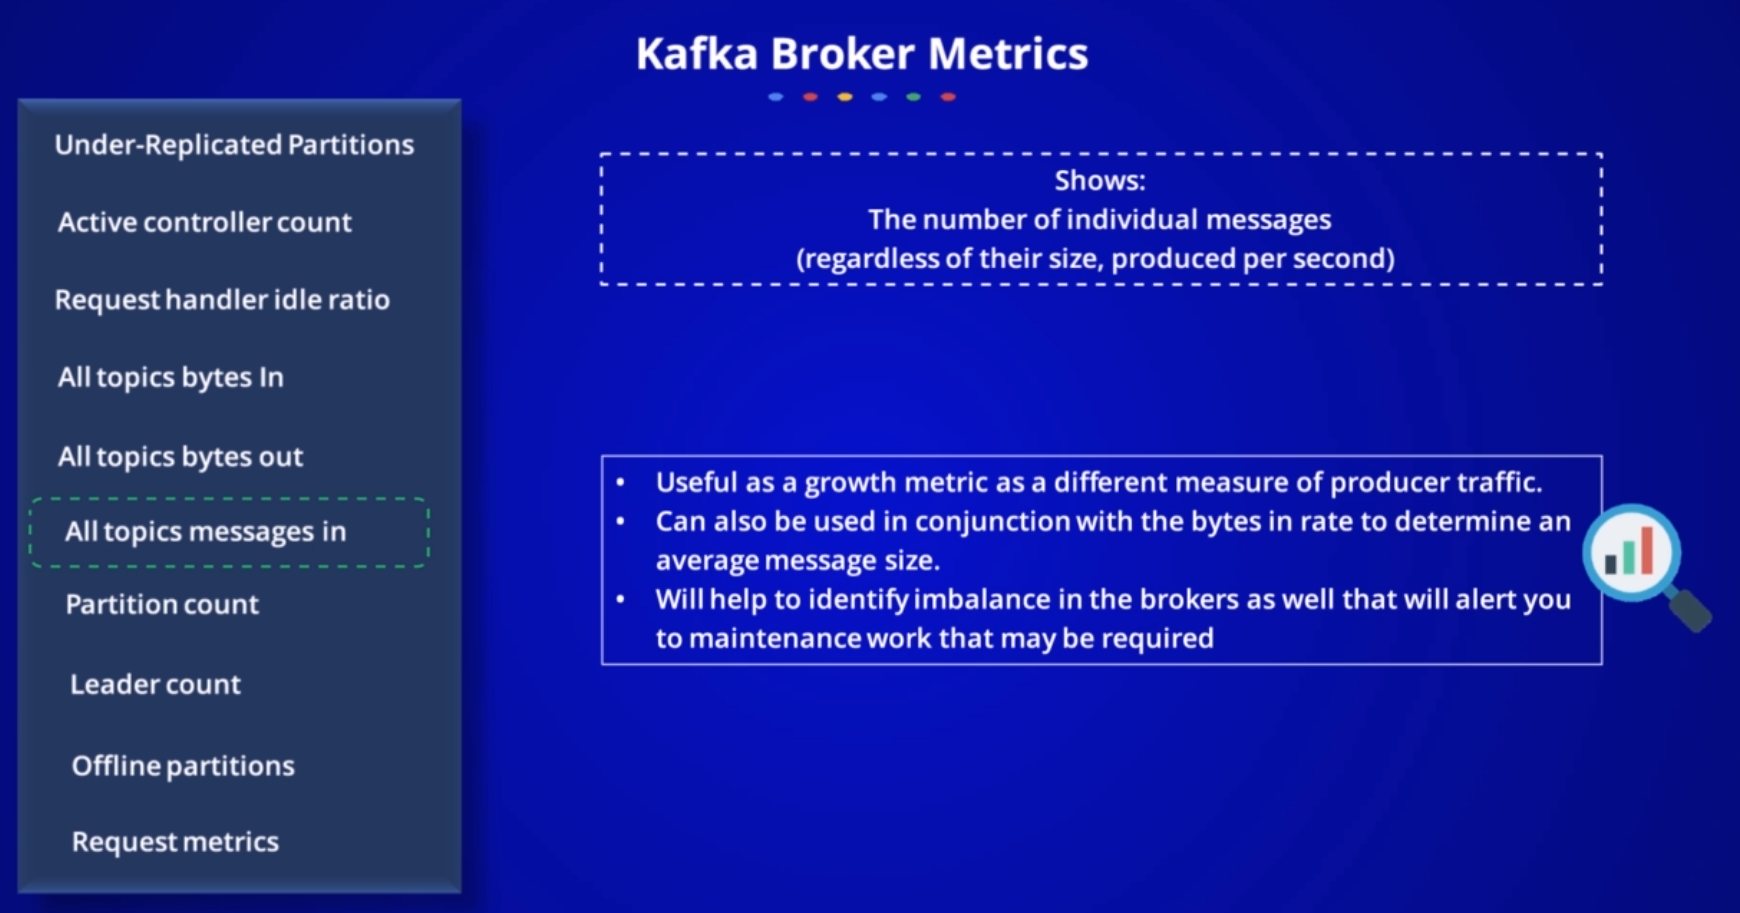 Kafka Broker Metrics
Under-Replicated Partitions
Active controller count
Request handler idle ratio
All topics bytes In
All topics bytes out
All topics messages in
Partition count
Leader count
Offline partitions
Request metrics
Shows:
The number of individual messages
(regardless of their size, produced per second)
• Useful as a growth metric as a different measure of producer traffic.
• Can also be used in conjunction with the bytes in rate to determine an
average message size.
• Will help to identify imbalance in the brokers as well that will alert you
to maintenance work that may be required